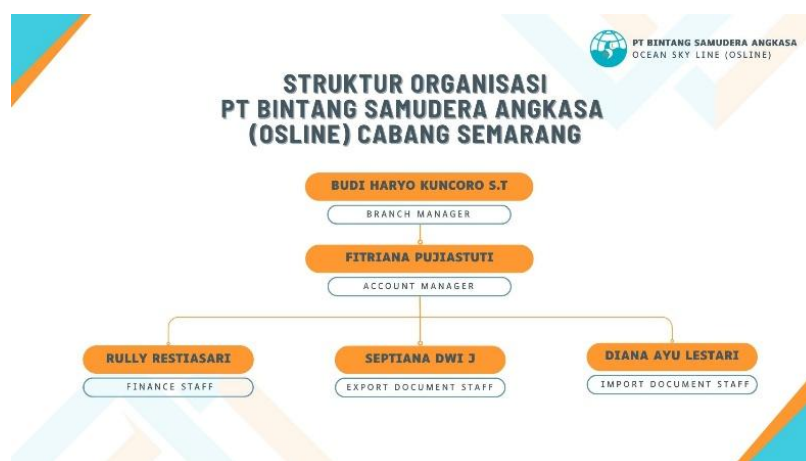 PT BINTANG SAMUDERA ANGKASA
OCEAN SKY LINE (OSLINE)
STRUKTUR ORGANISASI
PT BINTANG SAMUDERA ANGKASA
(OSLINE) CABANG SEMARANG
BUDI HARYO KUNCORO S.T
BRANCH MANAGER
FITRIANA PUJIASTUTI
ACCOUNT MANAGER
RULLY RESTIASARI
FINANCE STAFF
SEPTIANA DWI J
EXPORT DOCUMENT STAFF
DIANA AYU LESTARI
IMPORT DOCUMENT STAFF